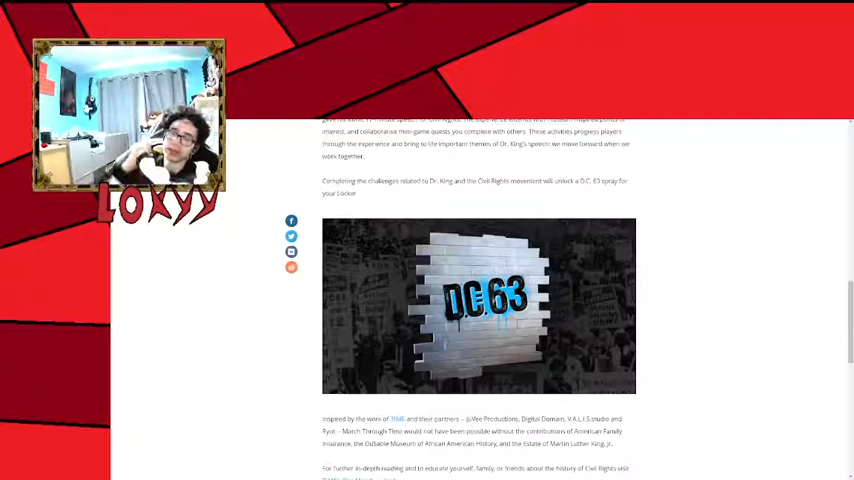 LOXYY
interest, and collaborative mini-game quests you complete with others. These activities progress players
through the experience and bring to life important themes of Dr. King's speech: we move forward when we
work together.
Completing the challenges related to Dr. King and the Civil Rights movement will unlock a D.C. 63 spray for
your Locker
D.C. 63
Inspired by the work of TIME and their partners – JuVee Productions, Digital Domain, V.A.L.I.S studio and
Ryot – March Through Time would not have been possible without the contributions of American Family
Insurance, the DuSable Museum of African American History, and the Estate of Martin Luther King, Jr.
For further in-depth reading and to educate yourself, family, or friends about the history of Civil Rights visit